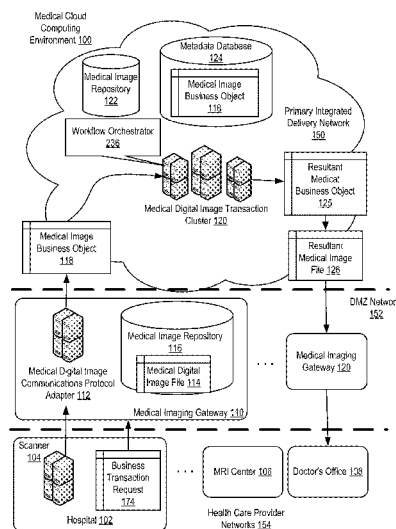 Medical Cloud
Computing
Environment 100
Metadate Database
124
Medical Image
Repository
122
Medical Image
Business Object
118
Primary Integrated
Delivery Network
150
Workflow Orchestrator
236
Resultant
Medical
Business Object
125
Medical Digital Image Transaction
Cluster 120
Medical Image
Business Object
118
Resultant
Medical Image
File 126
DMZ Network
152
Medical Image Repository
116
Medical Digital
Image File 114
Medical Digital Image
Communications Protocol
Adapter 112
. . .
Medical Imaging
Gateway 120
Medical Imaging Gateway 110
Scanner
104
Business
Transaction
Request
174
. . .
MRI Center 106
Doctor's Office 108
Hospital 102
Health Care Provider
Networks 154